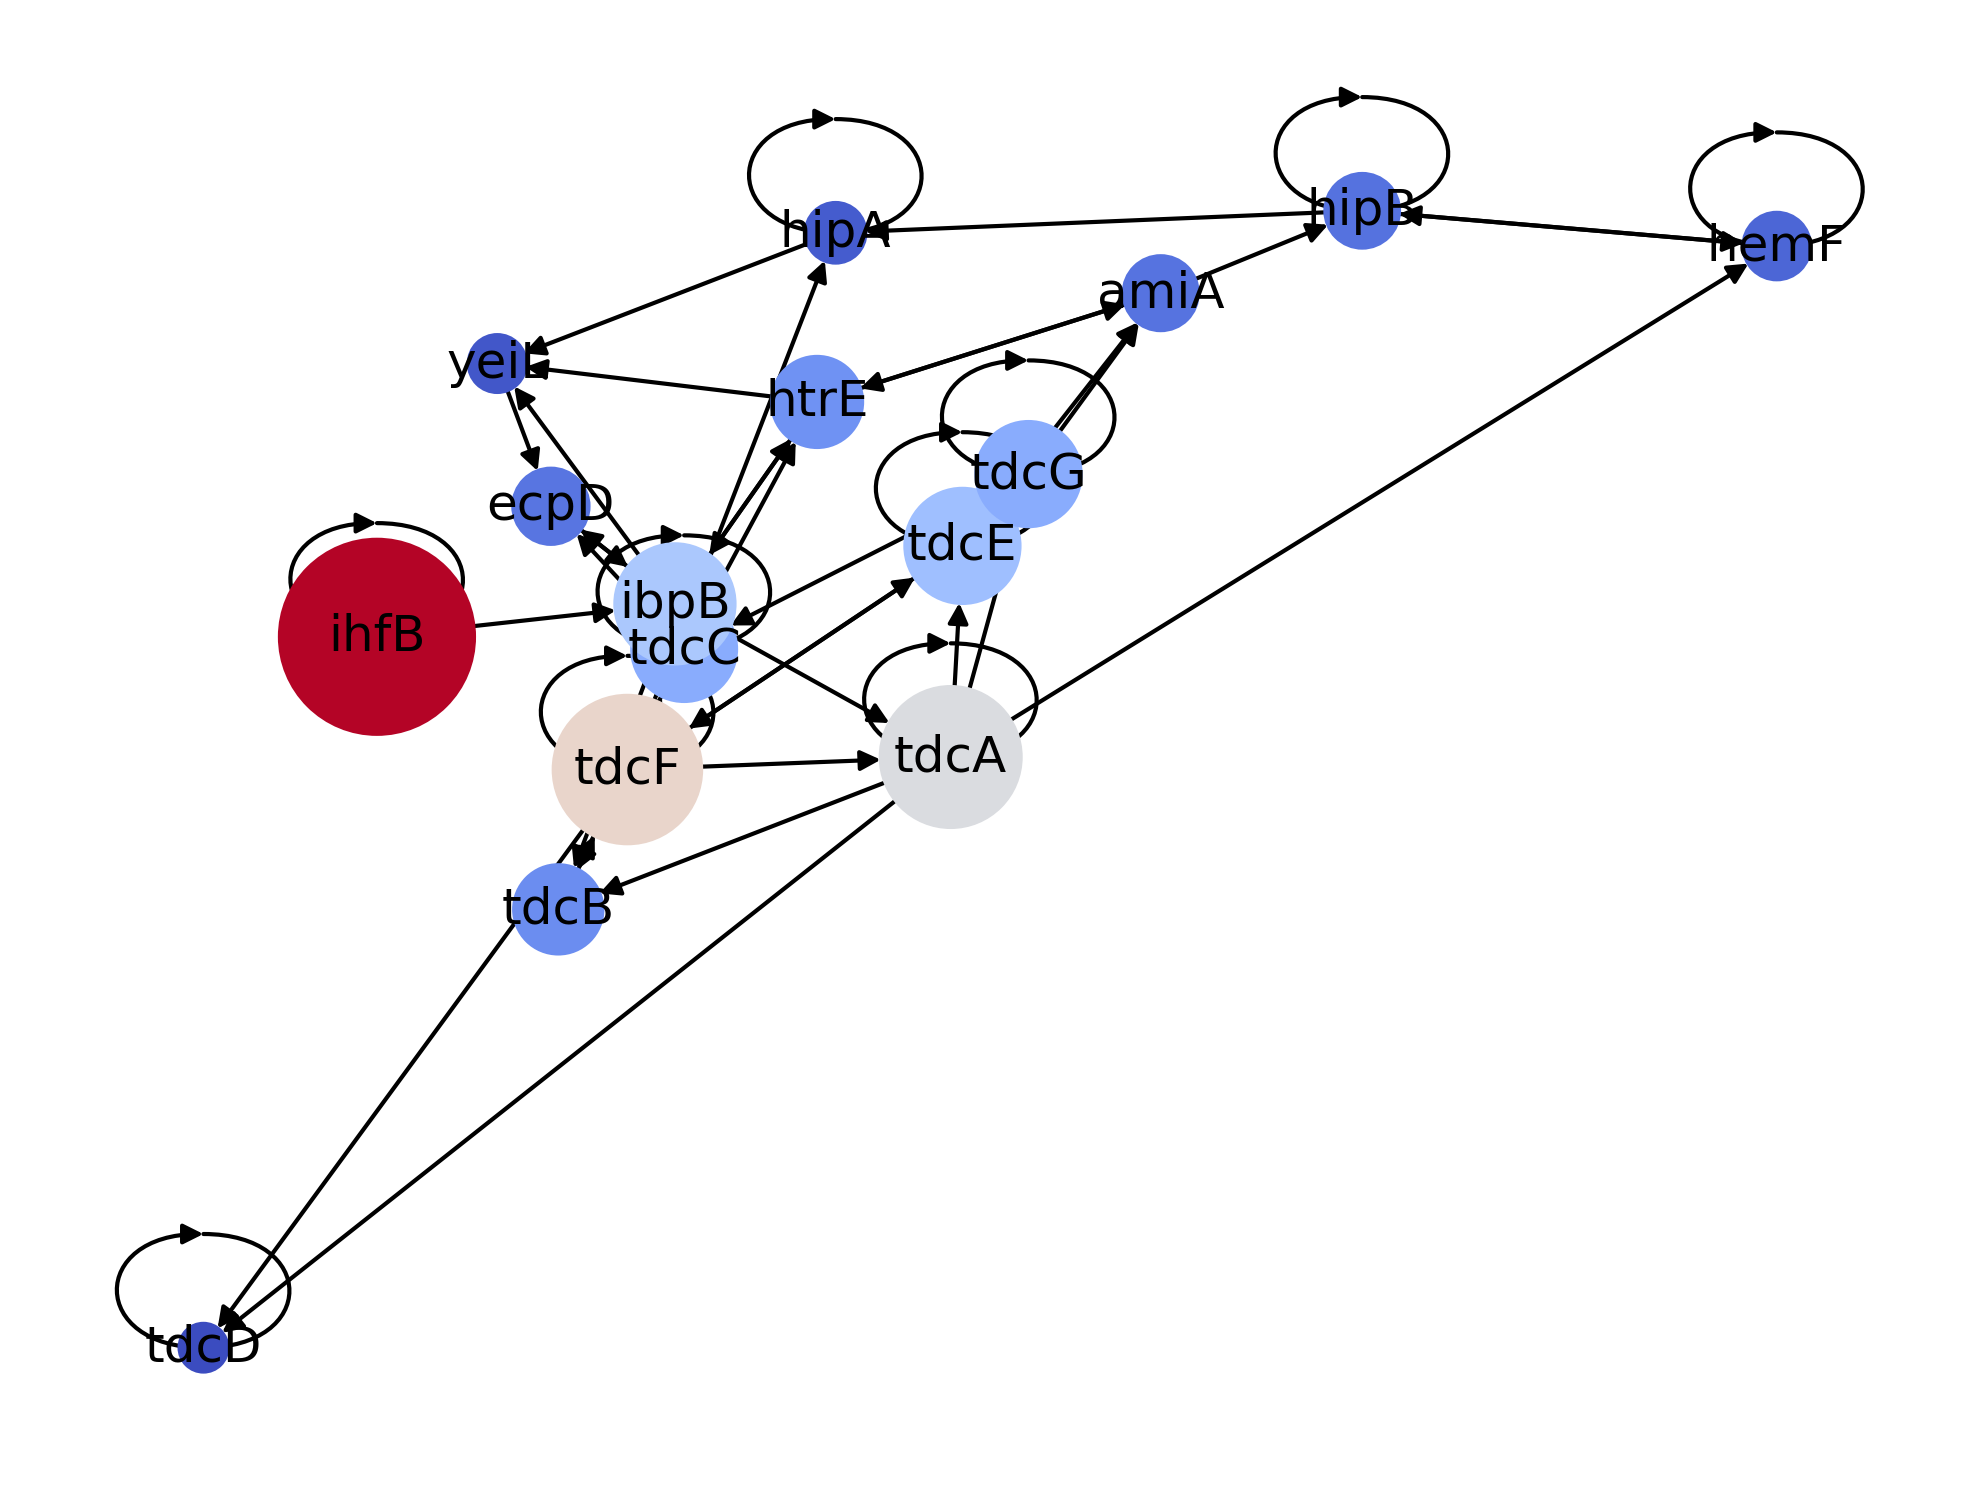 hipA
hipB
hemF
amiA
yeiL
htrE
tdcG
ecpD
tdcE
ibpB
ihfB
tdcC
tdcF
tdcA
tdcB
tdcD